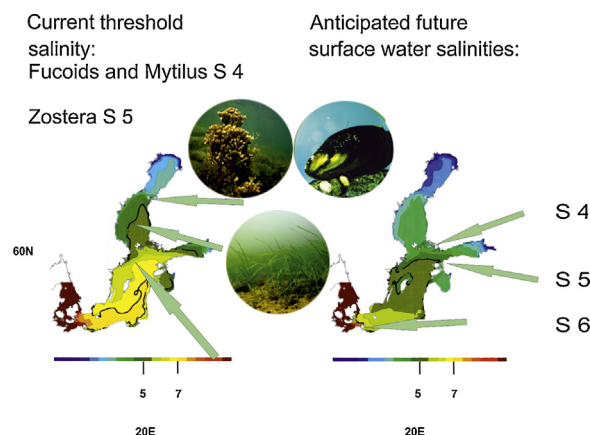 Current threshold
salinity:
Fucoids and Mytilus S 4
Zostera S 5
Anticipated future
surface water salinities:
60N
S 4
S 5
S 6
5 7
5 7
20E
20E